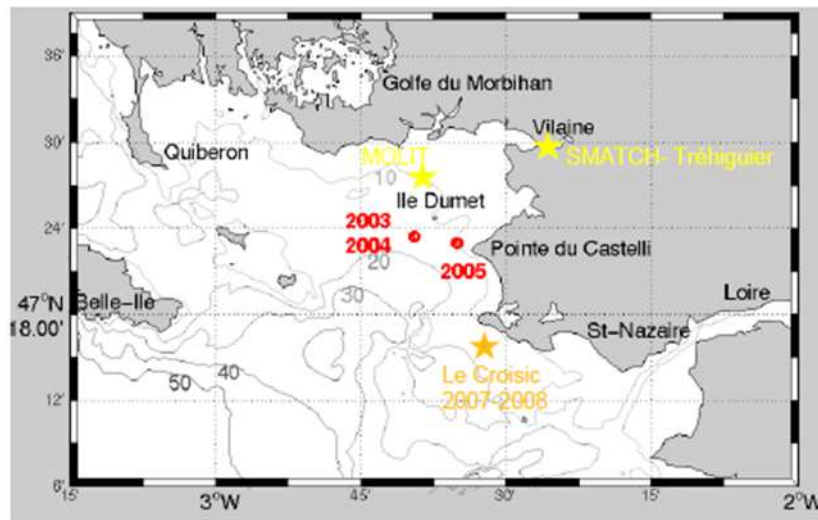 36'
Golfe du Morbihan
30'
Vilaine
Quiberon
MOLIT
SMATCH- Tréhiguier
10
Ile Dumet
24'
2003
2004
Pointe du Castelli
20
2005
47°N
18.00'
Belle-Ile
30
Loire
St-Nazaire
40
50
Le Croisic
2007-2008
12'
6'
15'
3°W
45'
30'
15'
2°W